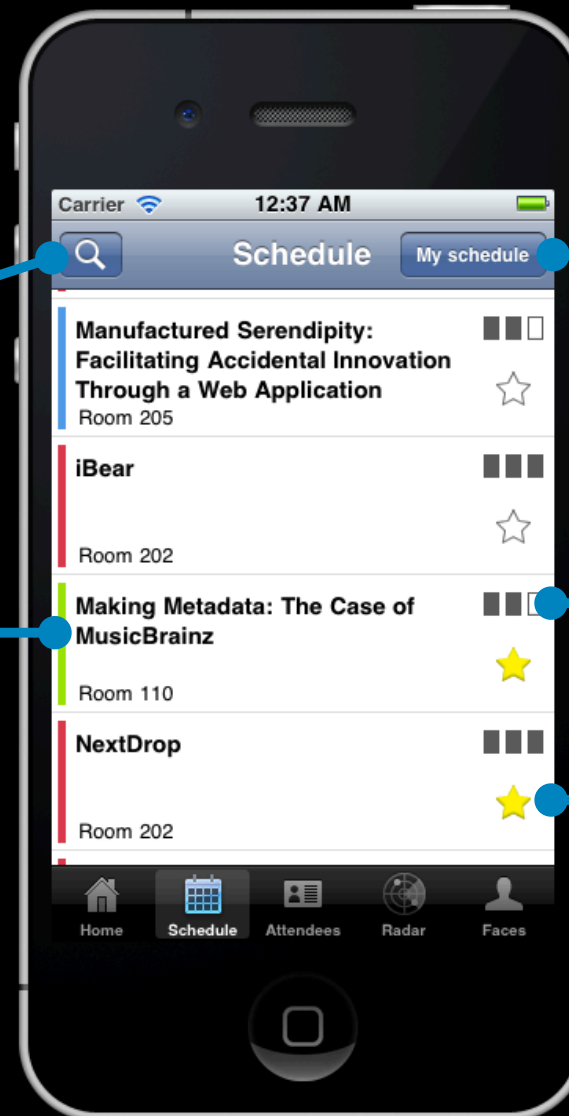 Carrier 12:37 AM
Schedule My schedule
Manufactured Serendipity:
Facilitating Accidental Innovation
Through a Web Application
Room 205
iBear
Room 202
Making Metadata: The Case of
MusicBrainz
Room 110
NextDrop
Room 202
Home Schedule Attendees Radar Faces